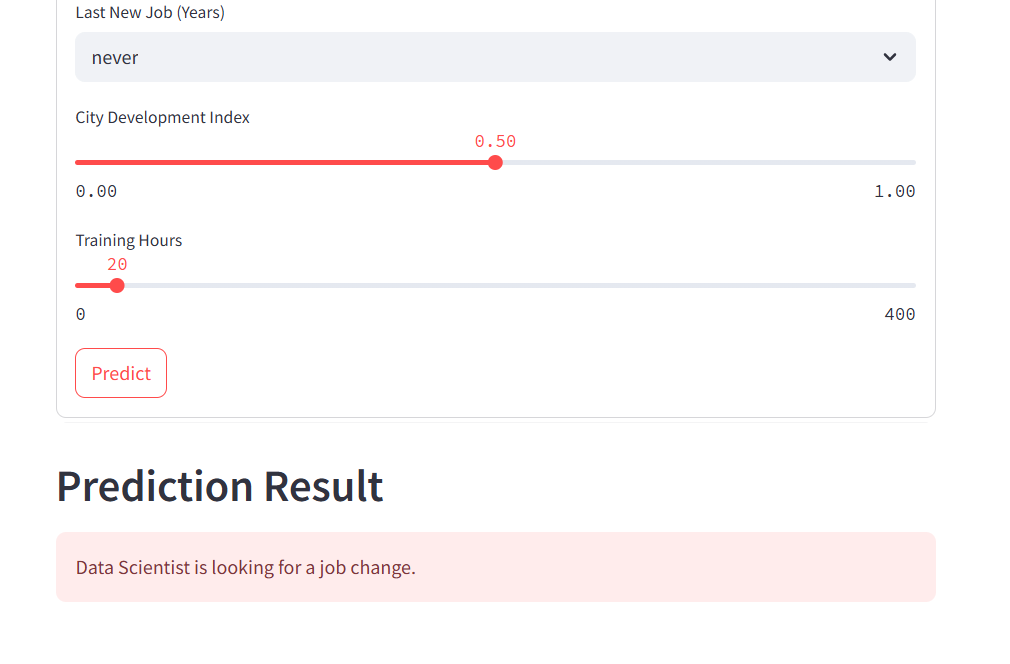 Last New Job (Years)
never
City Development Index
0.50
0.00 1.00
Training Hours
20
0 400
Predict
Prediction Result
Data Scientist is looking for a job change.